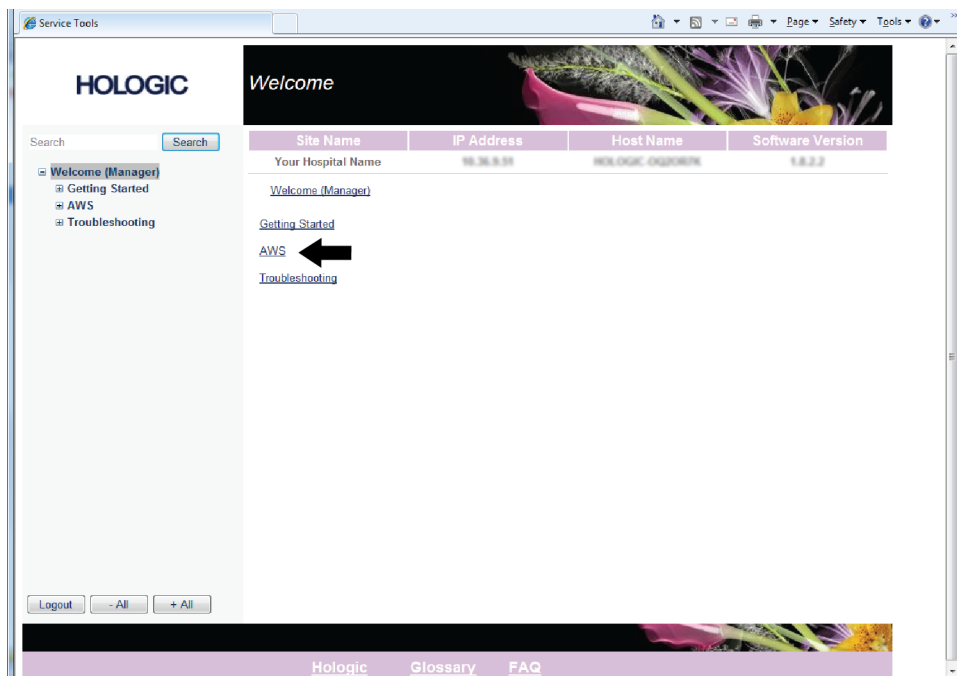 Service Tools
Page Safety Tools
HOLOGIC
Welcome
Search Search
Site Name IP Address Host Name Software Version
Your Hospital Name
Welcome (Manager)
Getting Started
AWS
Troubleshooting
Welcome (Manager)
Getting Started
AWS
Troubleshooting
Logout - All + All
Hologic Glossary FAQ